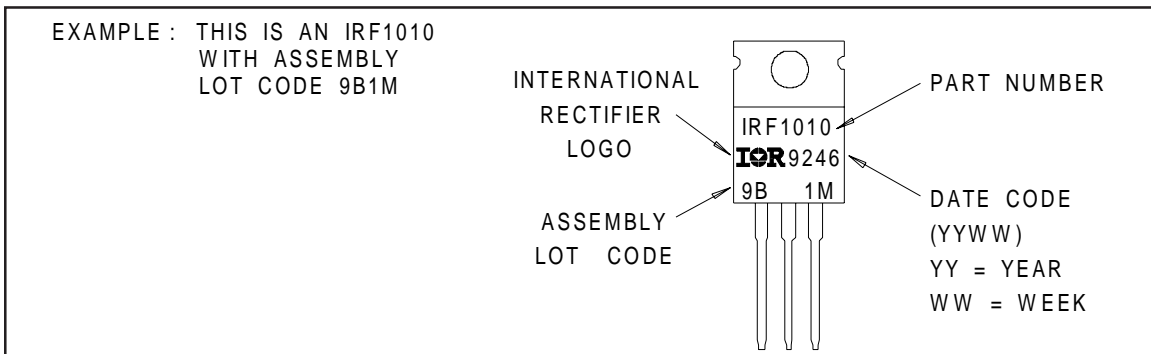 EXAMPLE : THIS IS AN IRF1010
WITH ASSEMBLY
LOT CODE 9B1M
INTERNATIONAL
RECTIFIER
LOGO
ASSEMBLY
LOT CODE
IRF1010
IOR 9246
9B 1M
PART NUMBER
DATE CODE
(YYWW)
YY = YEAR
WW = WEEK